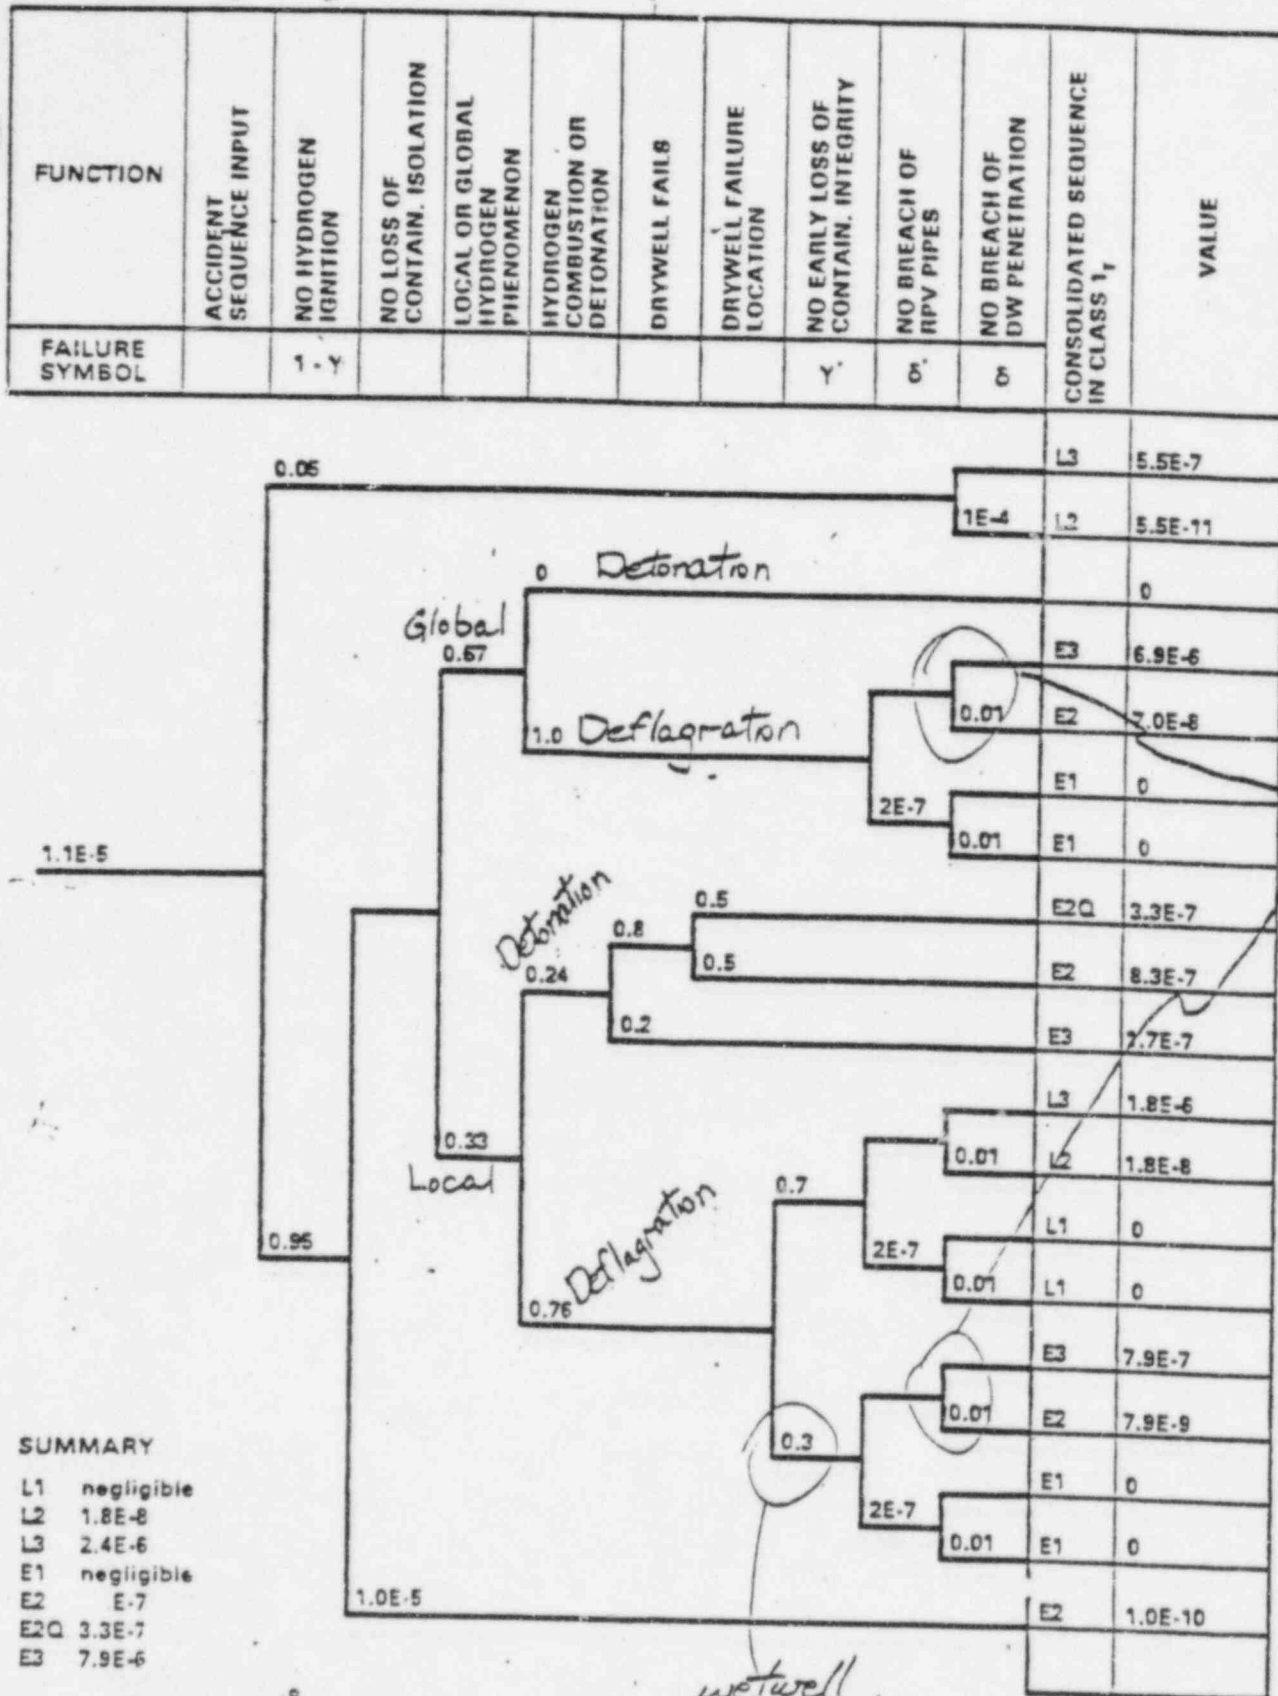 FUNCTION
ACCIDENT
SEQUENCE INPUT
NO HYDROGEN
IGNITION
NO LOSS OF
CONTAIN. ISOLATION
LOCAL OR GLOBAL
HYDROGEN
PHENOMENON
HYDROGEN
COMBUSTION OR
DETONATION
DRYWELL FAILS
DRYWELL FAILURE
LOCATION
NO EARLY LOSS OF
CONTAIN. INTEGRITY
NO BREACH OF
RPV PIPES
NO BREACH OF
DW PENETRATION
CONSOLIDATED SEQUENCE
IN CLASS 1
VALUE
FAILURE
SYMBOL
1 - γ
γ'
δ'
δ
0.05
L3 5.5E-7
1E-4 L2 5.5E-11
0 Detonation
0
Global
0.67
E3 6.9E-6
0.01 E2 7.0E-8
1.0 Deflagration
E1 0
2E-7
0.01 E1 0
1.1E-5
Detonation
0.5 E2Q 3.3E-7
0.8
0.5 E2 8.3E-7
0.24
0.2 E3
L3 1.8E-6
0.33
Local
0.01 L2 1.8E-8
0.7
Deflagration
L1 0
2E-7
0.01 L1 0
0.95
0.76
E3 7.9E-7
0.01 E2 7.9E-9
0.3
E1 0
2E-7
0.01 E1 0
1.0E-5 E2 1.0E-10
SUMMARY
L1 negligible
L2 1.8E-8
L3 2.4E-6
E1 negligible
E2 E-7
E2Q 3.3E-7
E3 7.9E-6
wetwell